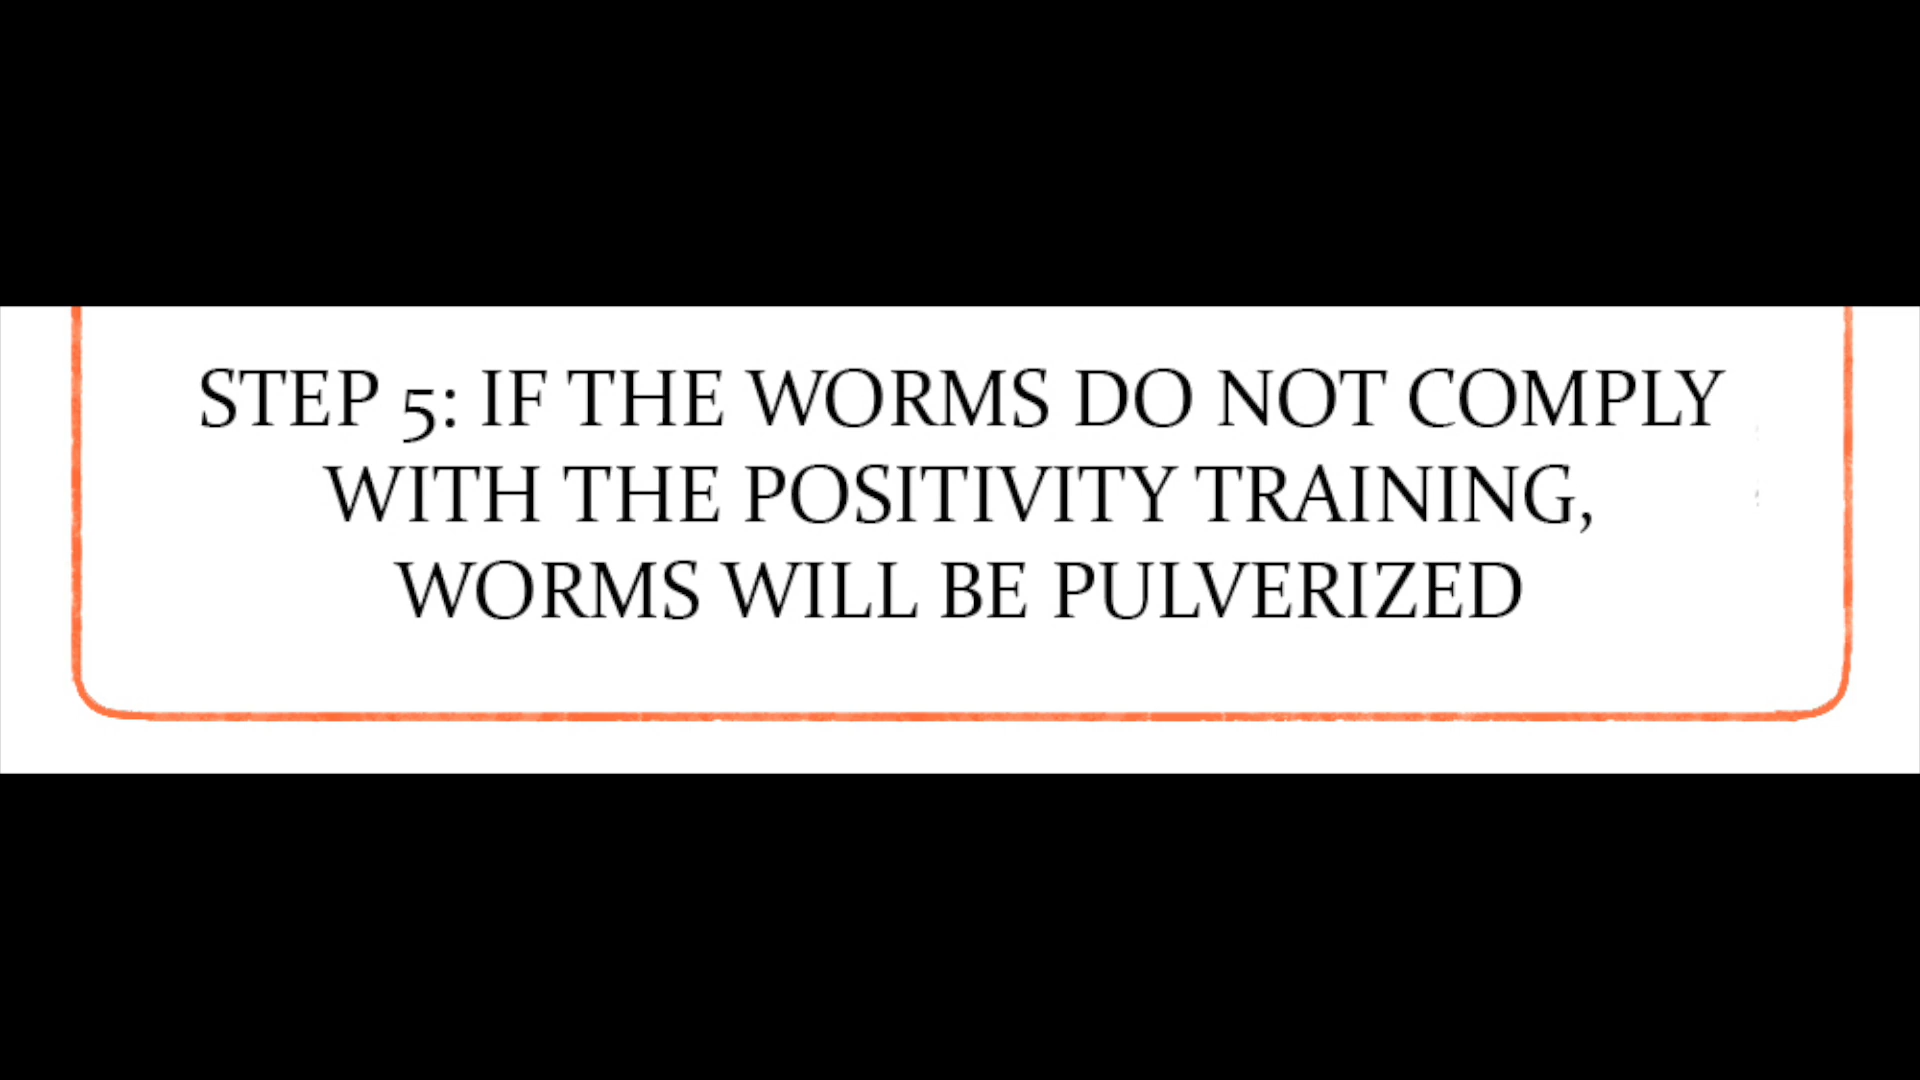 STEP 5: IF THE WORMS DO NOT COMPLY
WITH THE POSITIVITY TRAINING,
WORMS WILL BE PULVERIZED